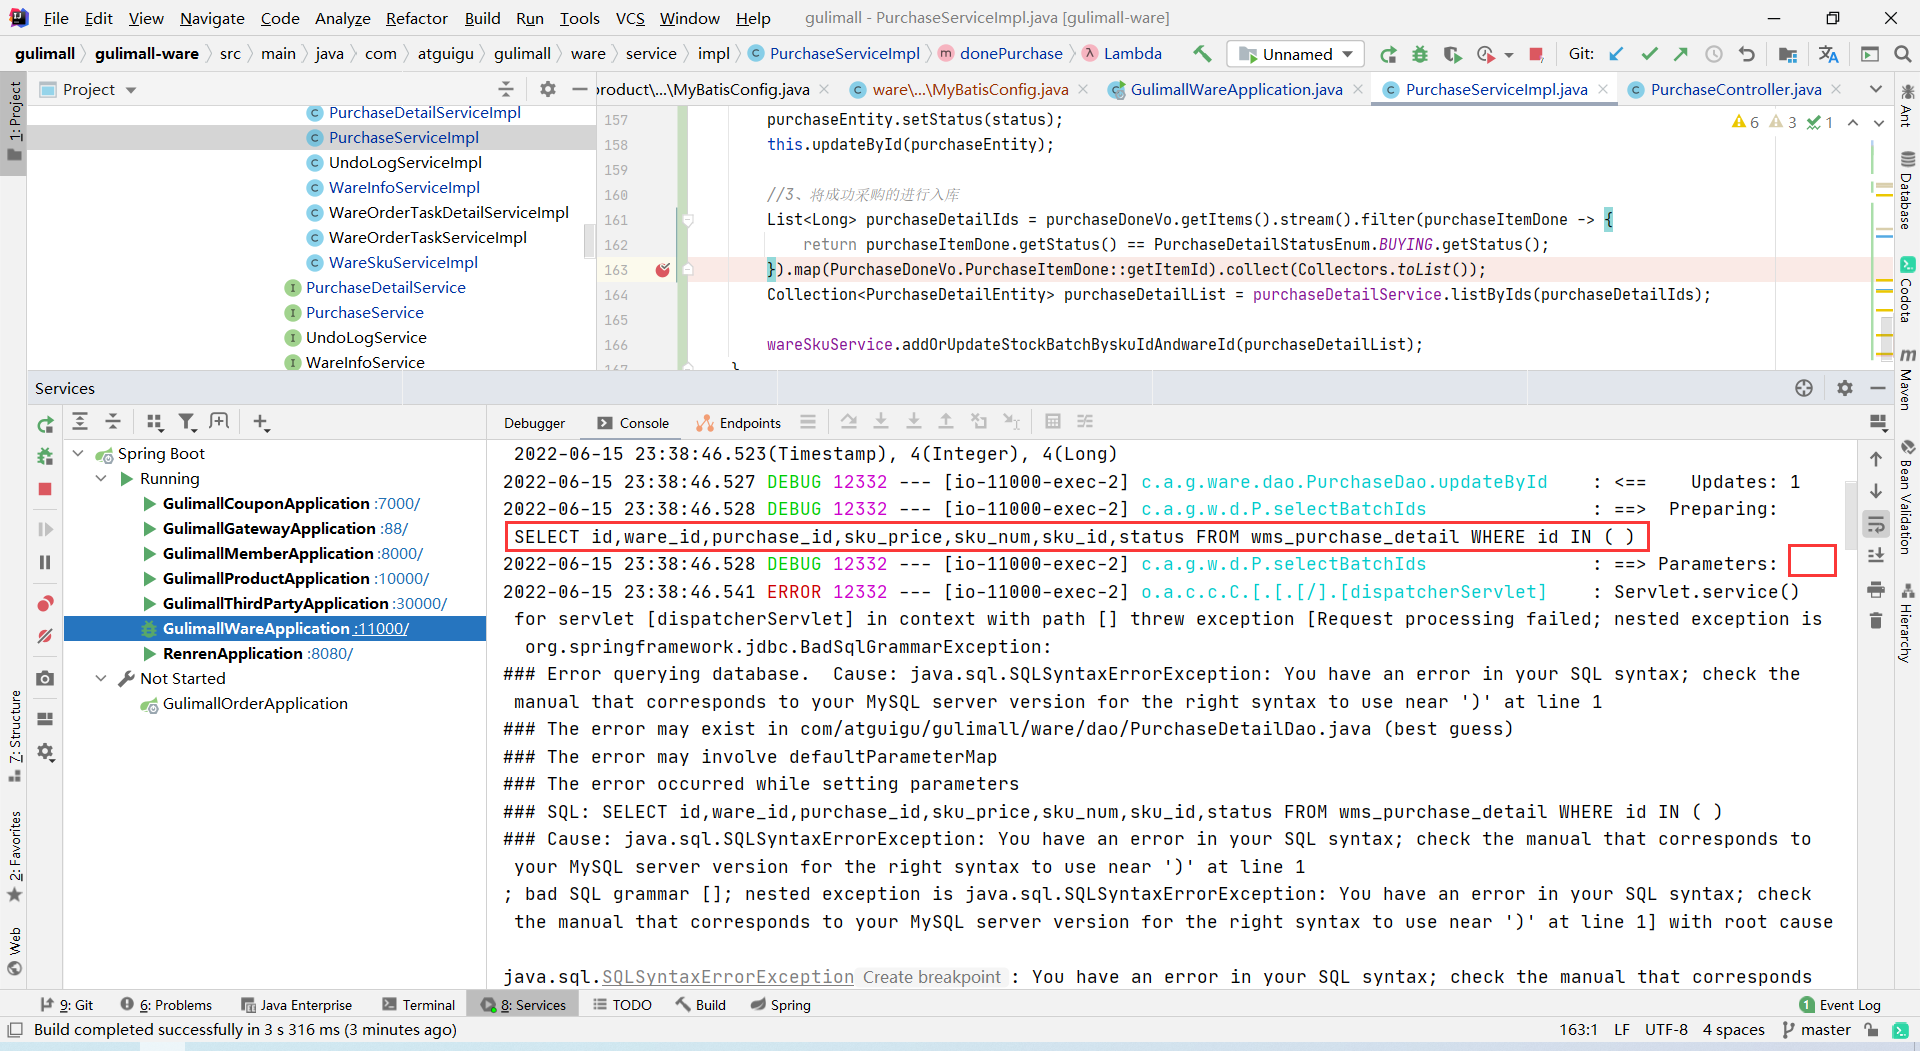 File Edit View Navigate Code Analyze Refactor Build Run Tools VCS Window Help gulimall - PurchaseServiceImpl.java [gulimall-ware]
gulimall gulimall-ware src main java com atguigu gulimall ware service impl PurchaseServiceImpl donePurchase Lambda Unnamed Git:
1: Project
Project
product\...\MyBatisConfig.java ware\...\MyBatisConfig.java GulimallWareApplication.java PurchaseServiceImpl.java PurchaseController.java
PurchaseDetailServiceImpl
PurchaseServiceImpl
UndoLogServiceImpl
WareInfoServiceImpl
WareOrderTaskDetailServiceImpl
WareOrderTaskServiceImpl
WareSkuServiceImpl
PurchaseDetailService
PurchaseService
UndoLogService
WareInfoService
6 3 1
157 purchaseEntity.setStatus(status);
158 this.updateById(purchaseEntity);
159
160 //3、将成功采购的进行入库
161 List<Long> purchaseDetailIds = purchaseDoneVo.getItems().stream().filter(purchaseItemDone -> {
162 return purchaseItemDone.getStatus() == PurchaseDetailStatusEnum.BUYING.getStatus();
163 }).map(PurchaseDoneVo.PurchaseItemDone::getItemId).collect(Collectors.toList());
164 Collection<PurchaseDetailEntity> purchaseDetailList = purchaseDetailService.listByIds(purchaseDetailIds);
165
166 wareSkuService.addOrUpdateStockBatchByskuIdAndwareId(purchaseDetailList);
167 }
Ant
Database
Codota
Maven
Bean Validation
Hierarchy
Services
Debugger Console Endpoints
Spring Boot
Running
GulimallCouponApplication :7000/
GulimallGatewayApplication :88/
GulimallMemberApplication :8000/
GulimallProductApplication :10000/
GulimallThirdPartyApplication :30000/
GulimallWareApplication :11000/
RenrenApplication :8080/
Not Started
GulimallOrderApplication
2022-06-15 23:38:46.523(Timestamp), 4(Integer), 4(Long)
2022-06-15 23:38:46.527 DEBUG 12332 --- [io-11000-exec-2] c.a.g.ware.dao.PurchaseDao.updateById : <== Updates: 1
2022-06-15 23:38:46.528 DEBUG 12332 --- [io-11000-exec-2] c.a.g.w.d.P.selectBatchIds : ==> Preparing:
SELECT id,ware_id,purchase_id,sku_price,sku_num,sku_id,status FROM wms_purchase_detail WHERE id IN ( )
2022-06-15 23:38:46.528 DEBUG 12332 --- [io-11000-exec-2] c.a.g.w.d.P.selectBatchIds : ==> Parameters:
2022-06-15 23:38:46.541 ERROR 12332 --- [io-11000-exec-2] o.a.c.c.C.[.[.[/].[dispatcherServlet] : Servlet.service()
for servlet [dispatcherServlet] in context with path [] threw exception [Request processing failed; nested exception is
org.springframework.jdbc.BadSqlGrammarException:
### Error querying database.  Cause: java.sql.SQLSyntaxErrorException: You have an error in your SQL syntax; check the
manual that corresponds to your MySQL server version for the right syntax to use near ')' at line 1
### The error may exist in com/atguigu/gulimall/ware/dao/PurchaseDetailDao.java (best guess)
### The error may involve defaultParameterMap
### The error occurred while setting parameters
### SQL: SELECT id,ware_id,purchase_id,sku_price,sku_num,sku_id,status FROM wms_purchase_detail WHERE id IN ( )
### Cause: java.sql.SQLSyntaxErrorException: You have an error in your SQL syntax; check the manual that corresponds to
your MySQL server version for the right syntax to use near ')' at line 1
; bad SQL grammar []; nested exception is java.sql.SQLSyntaxErrorException: You have an error in your SQL syntax; check
the manual that corresponds to your MySQL server version for the right syntax to use near ')' at line 1] with root cause
java.sql.SQLSyntaxErrorException Create breakpoint : You have an error in your SQL syntax; check the manual that corresponds
7: Structure
2: Favorites
Web
9: Git 6: Problems Java Enterprise Terminal 8: Services TODO Build Spring 1 Event Log
Build completed successfully in 3 s 316 ms (3 minutes ago) 163:1 LF UTF-8 4 spaces master